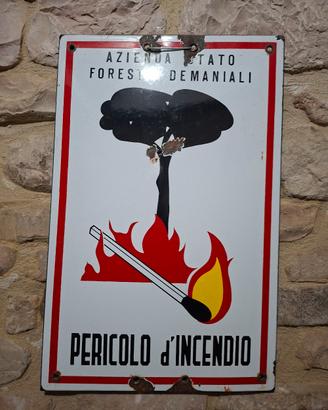 AZIENDA STATO
FORESTE DEMANIALI
PERICOLO d'INCENDIO